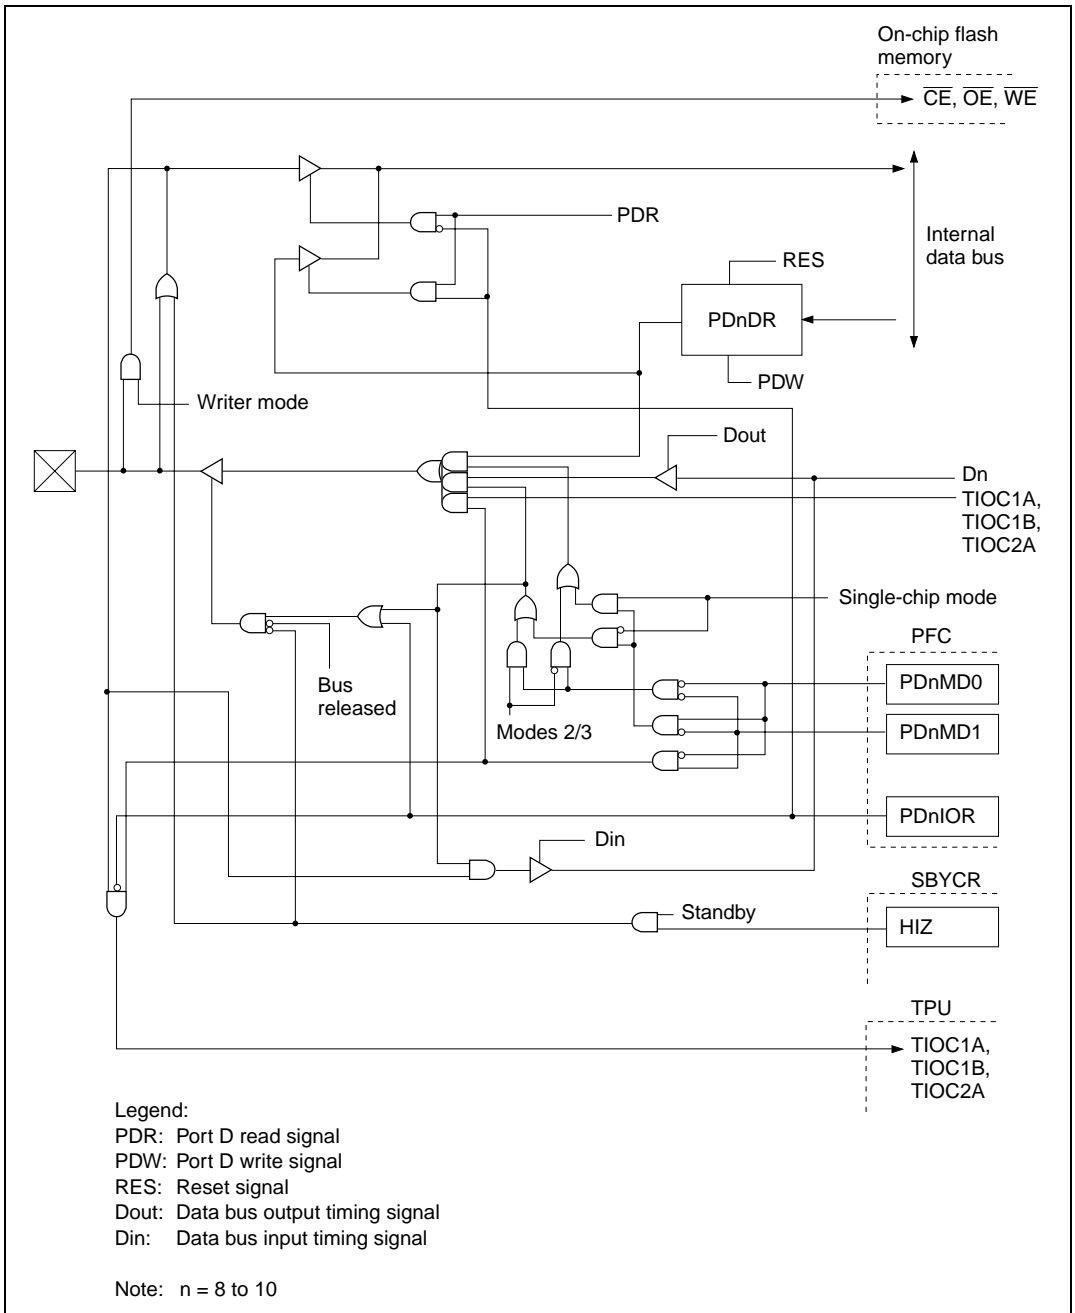 On-chip flash
memory
CE, OE, WE
PDR
Internal
data bus
RES
PDnDR
PDW
Writer mode
Dout
Dn
TIOC1A,
TIOC1B,
TIOC2A
Single-chip mode
PFC
PDnMD0
Bus
released
Modes 2/3
PDnMD1
PDnIOR
Din
SBYCR
Standby
HIZ
TPU
TIOC1A,
TIOC1B,
TIOC2A
Legend:
PDR: Port D read signal
PDW: Port D write signal
RES: Reset signal
Dout: Data bus output timing signal
Din: Data bus input timing signal
Note: n = 8 to 10